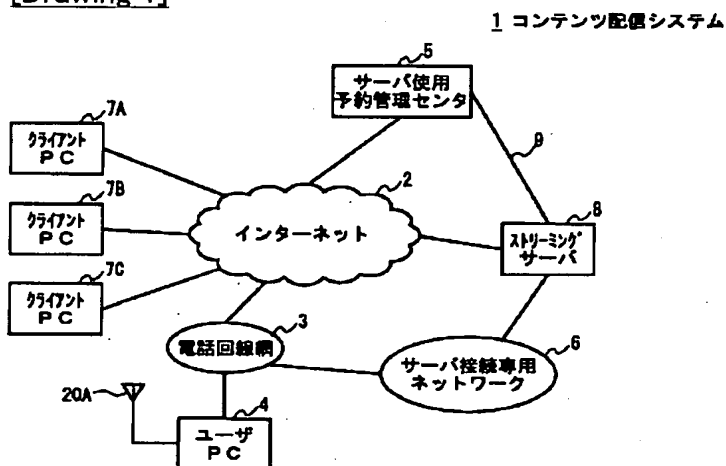 [Drawing 1]
1 コンテンツ配信システム
5
サーバ使用
予約管理センタ
7A
クライアント
PC
9
2
7B
クライアント
PC
インターネット
8
ストリーミング
サーバ
7C
クライアント
PC
3
電話回線網
6
サーバ接続専用
ネットワーク
20A
4
ユーザ
PC